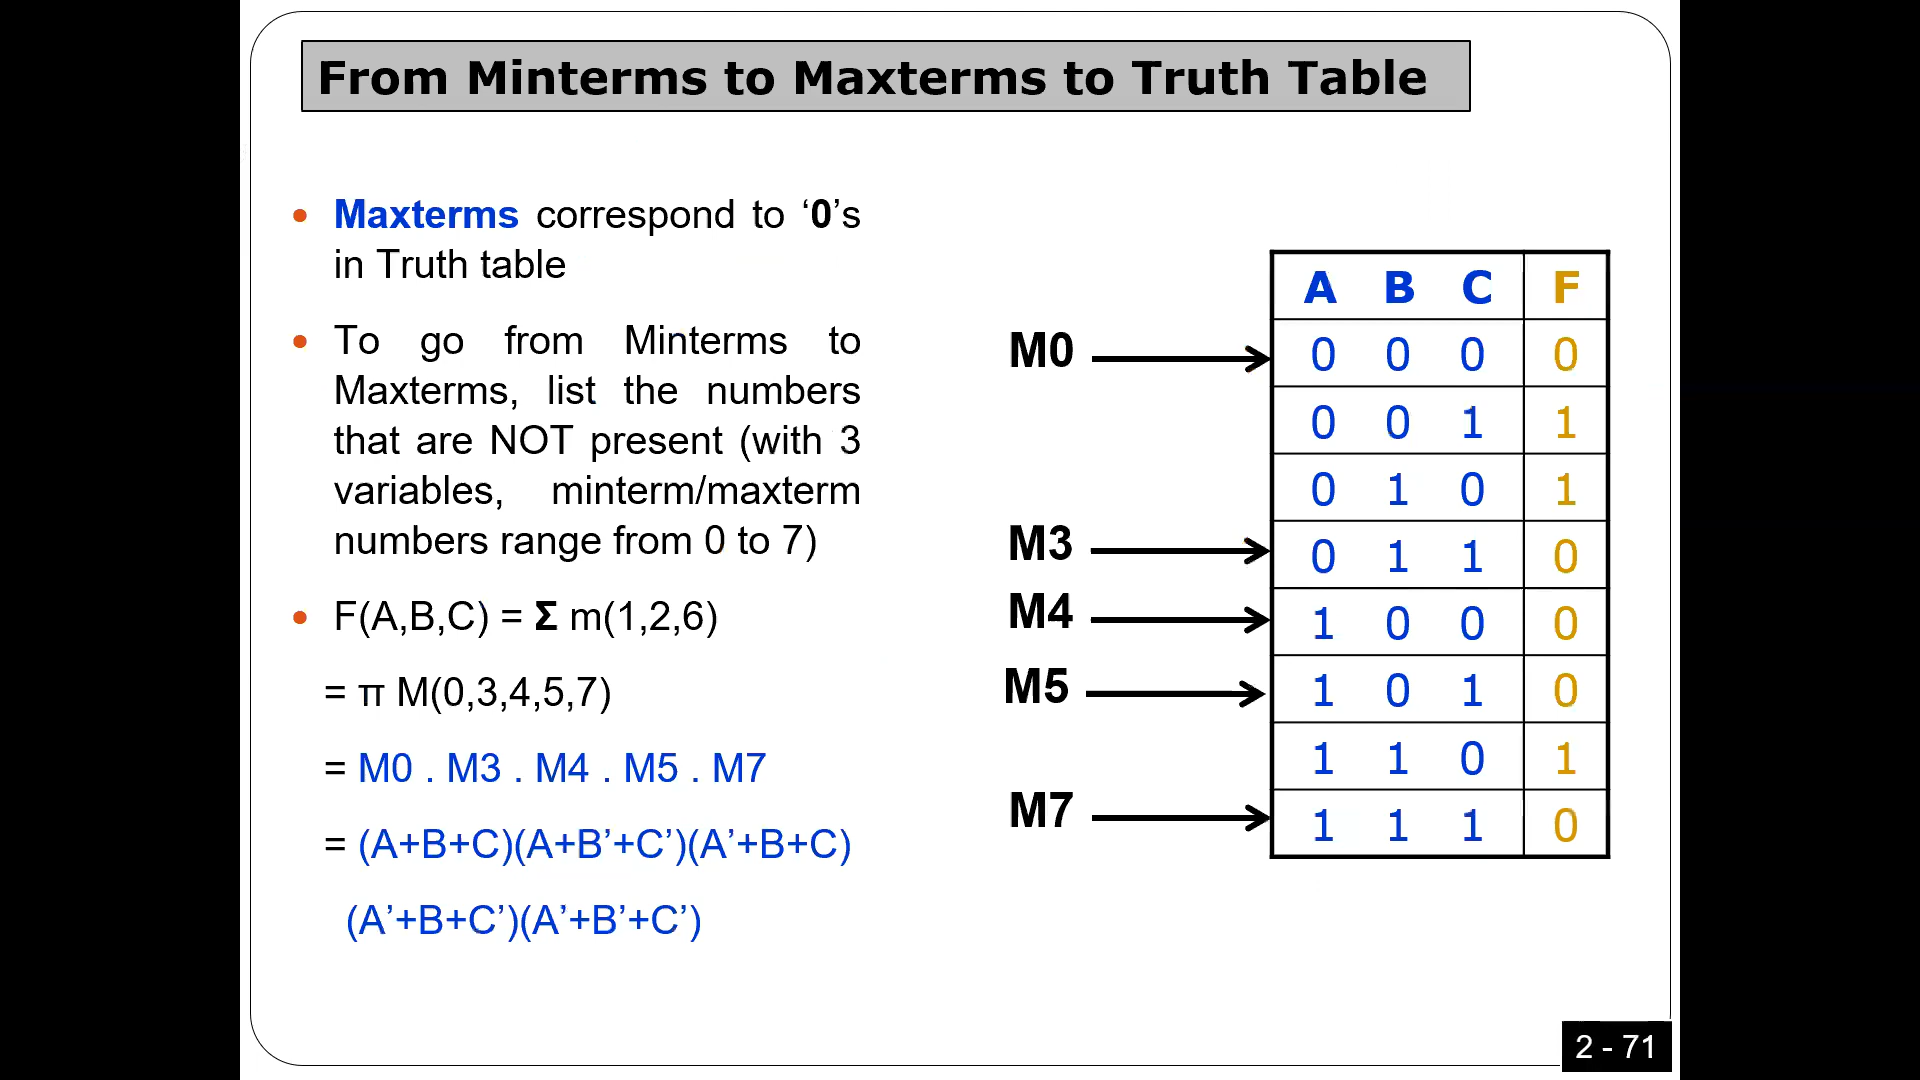 From Minterms to Maxterms to Truth Table
• Maxterms correspond to ‘0’s
in Truth table
• To go from Minterms to
Maxterms, list the numbers
that are NOT present (with 3
variables, minterm/maxterm
numbers range from 0 to 7)
• F(A,B,C) = Σ m(1,2,6)
= π M(0,3,4,5,7)
= M0 . M3 . M4 . M5 . M7
= (A+B+C)(A+B’+C’)(A’+B+C)
(A’+B+C’)(A’+B’+C’)
A B C F
M0 0 0 0 0
0 0 1 1
0 1 0 1
M3 0 1 1 0
M4 1 0 0 0
M5 1 0 1 0
1 1 0 1
M7 1 1 1 0
2 - 71